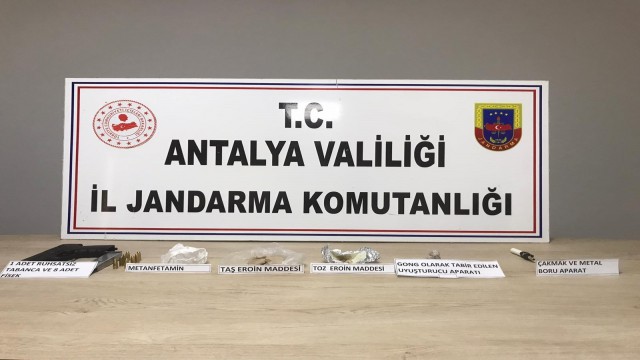 T.C.
ANTALYA VALİLİĞİ
İL JANDARMA KOMUTANLIĞI
JANDARMA
1 ADET RUHSATSIZ
TABANCA VE 8 ADET
FİŞEK
METANFETAMİN
TAŞ EROİN MADDESİ
TOZ EROİN MADDESİ
GONG OLARAK TABİR EDİLEN
UYUŞTURUCU APARATI
ÇAKMAK VE METAL
BORU APARAT